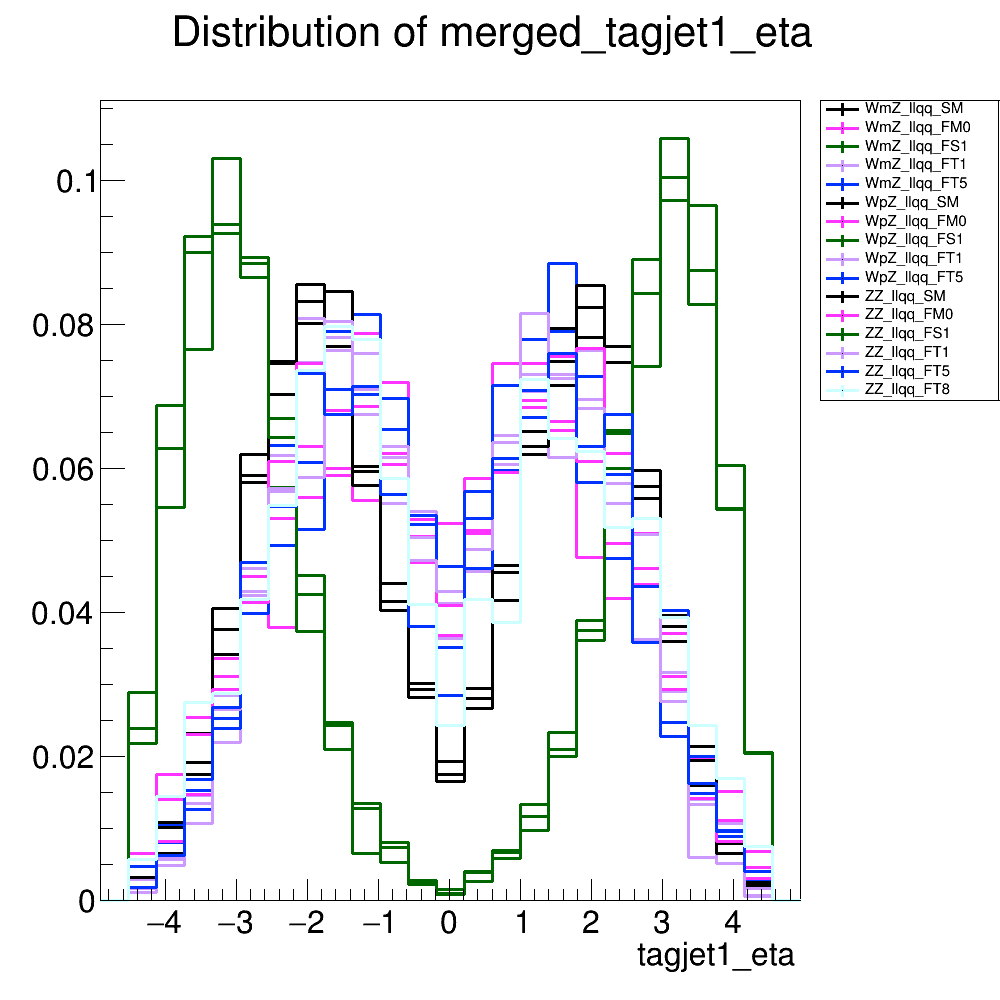 Distribution of merged_tagjet1_eta
WmZ_llqq_SM
WmZ_llqq_FM0
WmZ_llqq_FS1
WmZ_llqq_FT1
WmZ_llqq_FT5
WpZ_llqq_SM
WpZ_llqq_FM0
WpZ_llqq_FS1
WpZ_llqq_FT1
WpZ_llqq_FT5
ZZ_llqq_SM
ZZ_llqq_FM0
ZZ_llqq_FS1
ZZ_llqq_FT1
ZZ_llqq_FT5
ZZ_llqq_FT8
0.1
0.08
0.06
0.04
0.02
0
−4 −3 −2 −1 0 1 2 3 4
tagjet1_eta